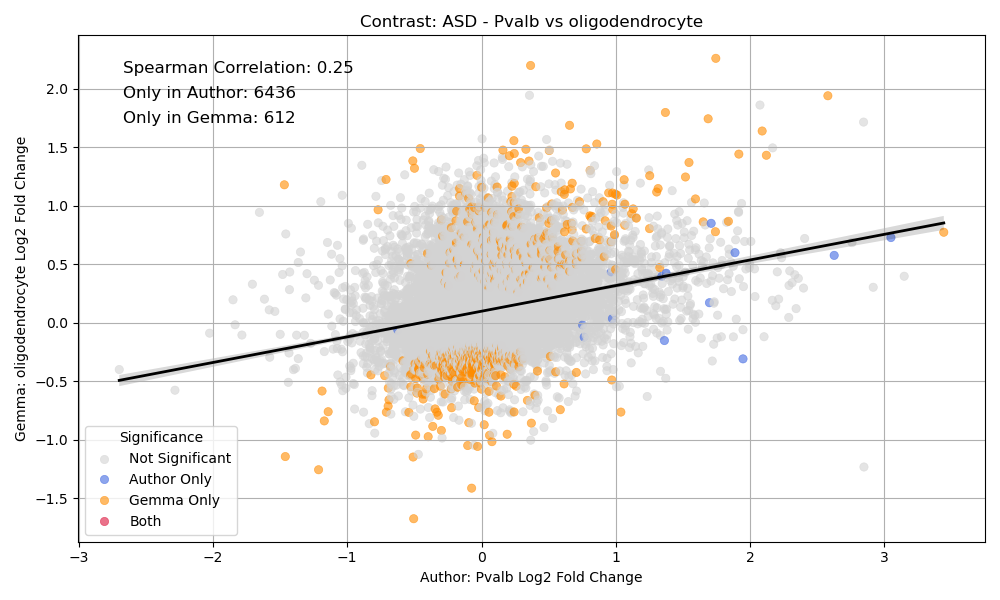 Contrast: ASD - Pvalb vs oligodendrocyte
Spearman Correlation: 0.25
Only in Author: 6436
Only in Gemma: 612
Gemma: oligodendrocyte Log2 Fold Change
2.0
1.5
1.0
0.5
0.0
−0.5
−1.0
−1.5
Significance
Not Significant
Author Only
Gemma Only
Both
−3 −2 −1 0 1 2 3
Author: Pvalb Log2 Fold Change